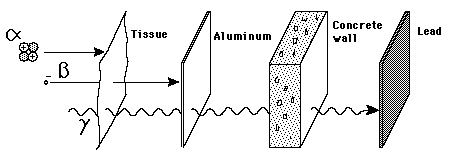 α
Tissue
Aluminum
Concrete
wall
Lead
β
-
γ